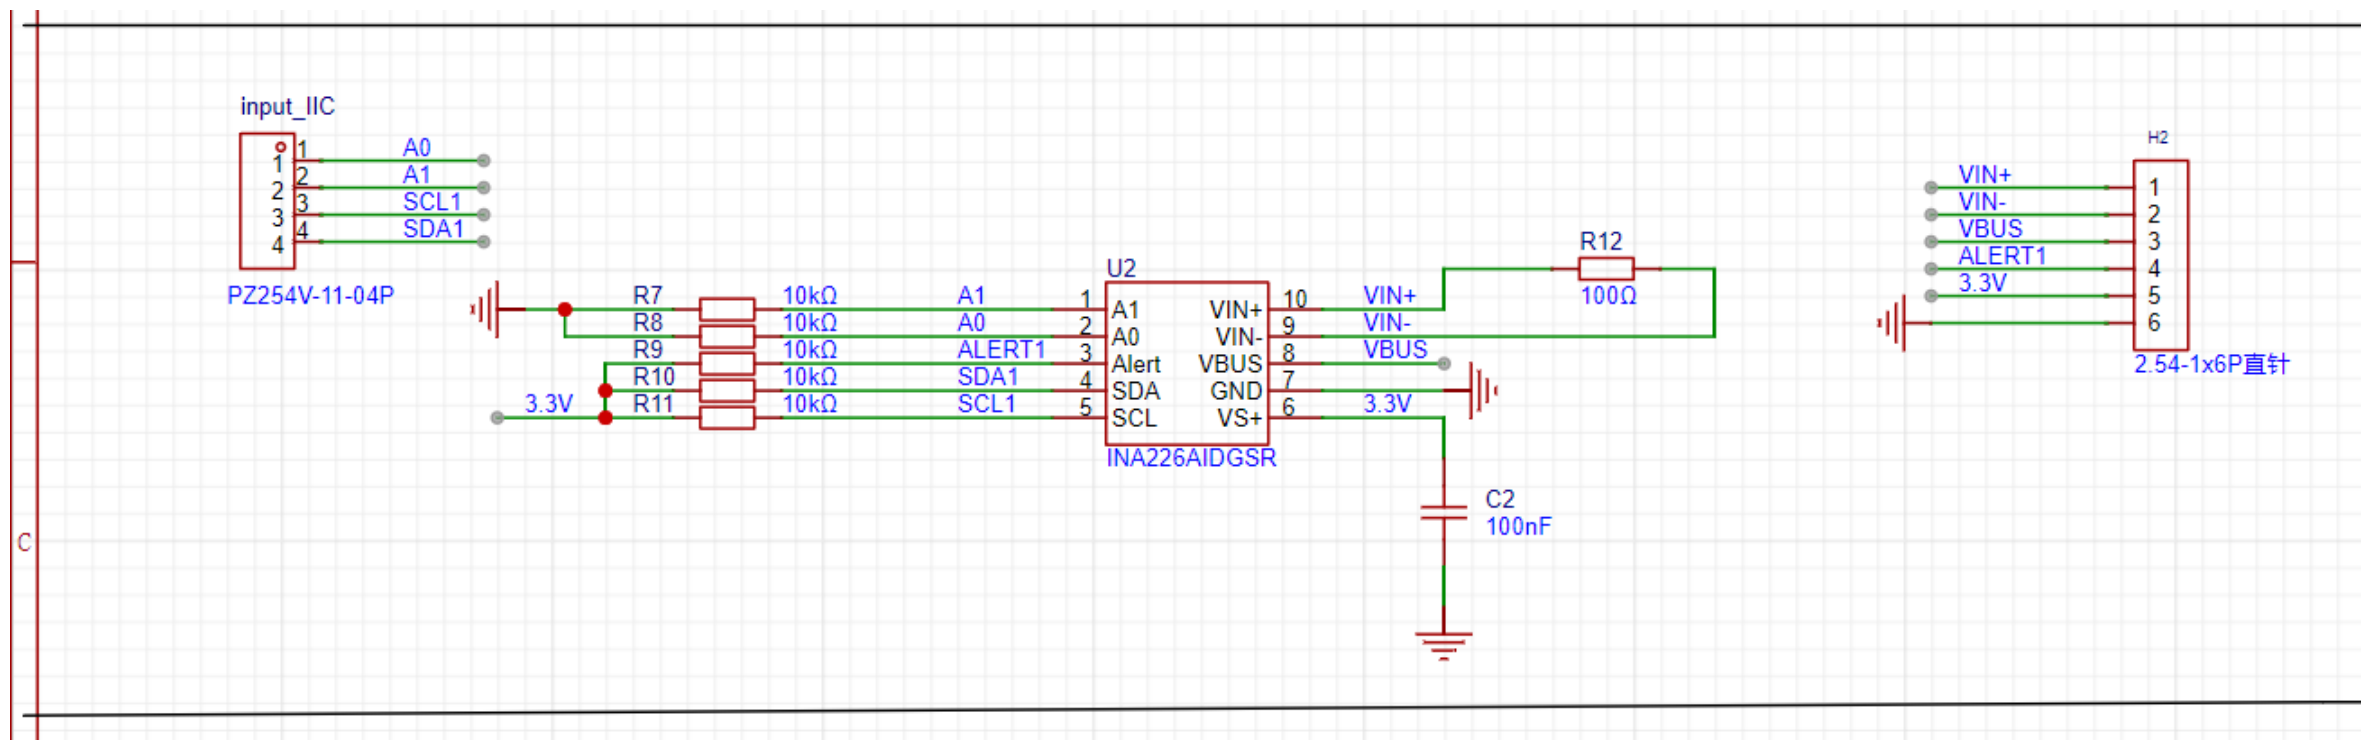 input_IIC
1 1 A0
2 2 A1
3 3 SCL1
4 4 SDA1
PZ254V-11-04P
R7 10kΩ A1 1 A1
R8 10kΩ A0 2 A0
R9 10kΩ ALERT1 3 Alert
R10 10kΩ SDA1 4 SDA
3.3V R11 10kΩ SCL1 5 SCL
U2
VIN+ 10 VIN+
VIN- 9 VIN-
VBUS 8 VBUS
GND 7
VS+ 6 3.3V
INA226AIDGSR
R12
100Ω
C2
100nF
H2
VIN+ 1
VIN- 2
VBUS 3
ALERT1 4
3.3V 5
6
2.54-1x6P直针
C